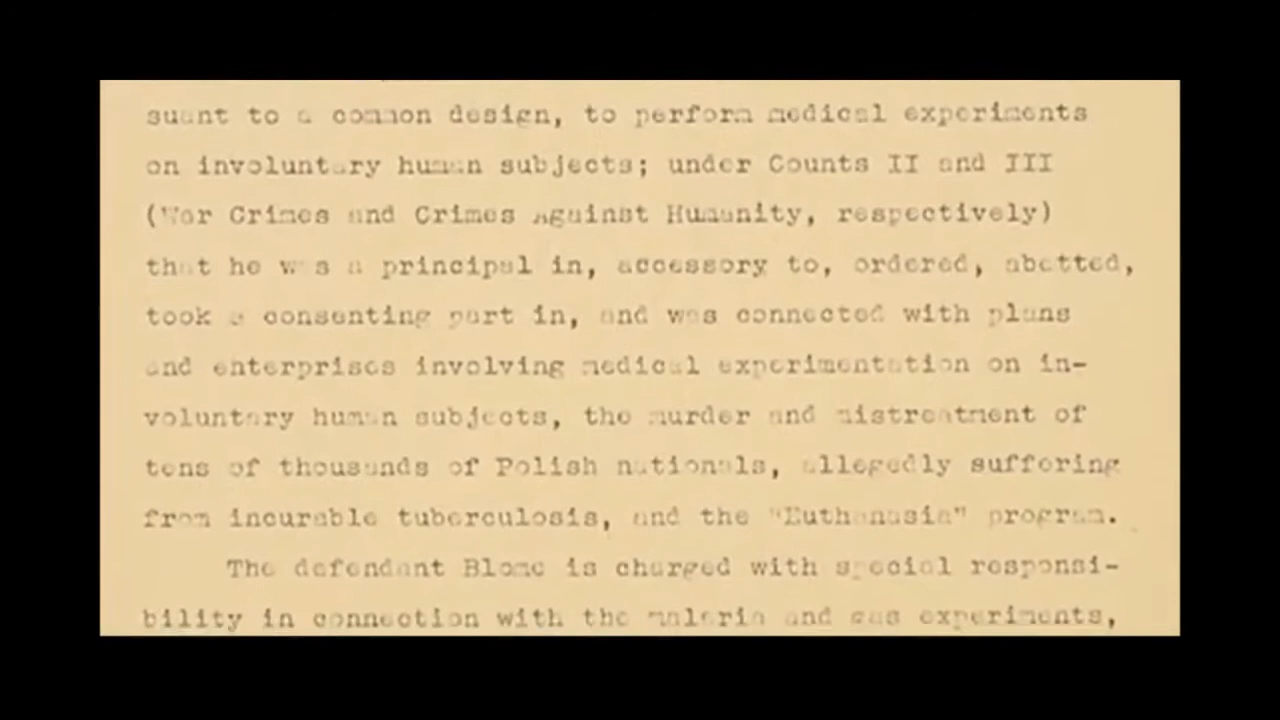 suant to a common design, to perform medical experiments
on involuntary human subjects; under Counts II and III
(War Crimes and Crimes Against Humanity, respectively)
that he was a principal in, accessory to, ordered, abetted,
took a consenting part in, and was connected with plans
and enterprises involving medical experimentation on in-
voluntary human subjects, the murder and mistreatment of
tens of thousands of Polish nationals, allegedly suffering
from incurable tuberculosis, and the "Euthanasia" program.
The defendant Blome is charged with special responsi-
bility in connection with the malaria and gas experiments,